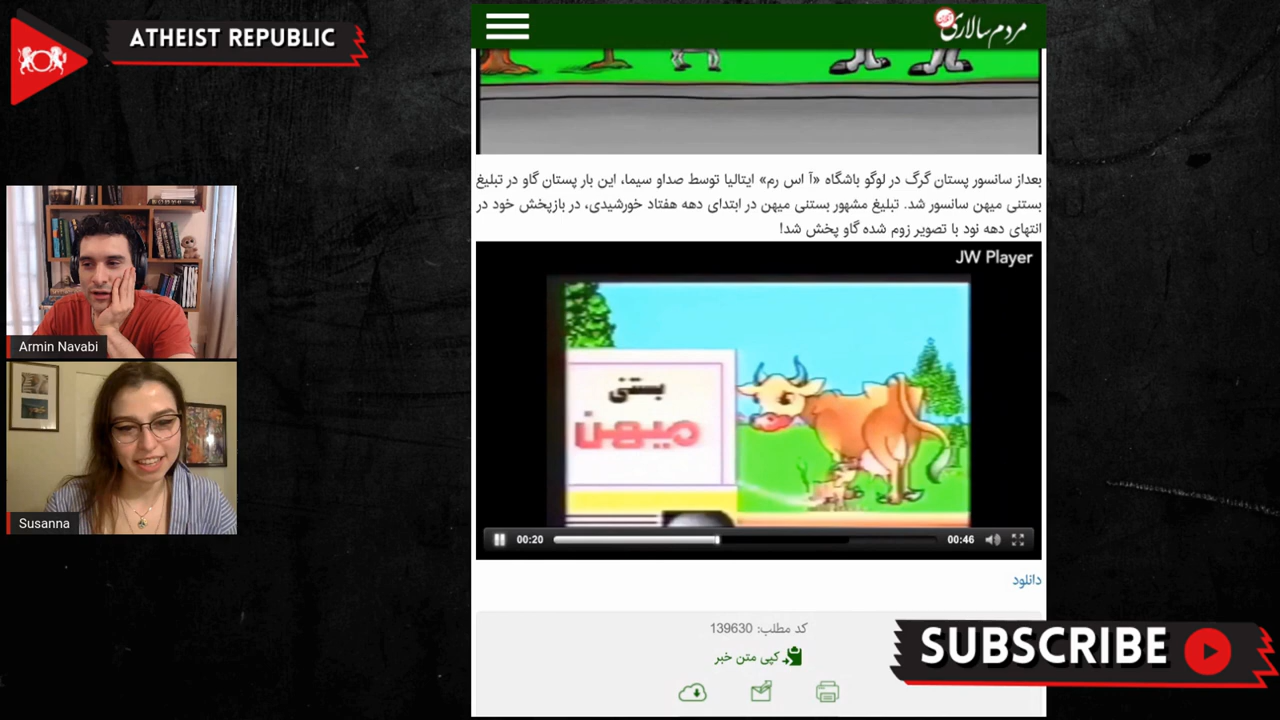 ATHEIST REPUBLIC
مردم‌سالاری
آنلاین
بعداز سانسور پستان گرگ در لوگو باشگاه «آ اس رم» ایتالیا توسط صداو سیما، این بار پستان گاو در تبلیغ
بستنی میهن سانسور شد. تبلیغ مشهور بستنی میهن در ابتدای دهه هفتاد خورشیدی، در بازپخش خود در
انتهای دهه نود با تصویر زوم شده گاو پخش شد!
JW Player
بستنی
میهن
Armin Navabi
Susanna
00:20
00:46
دانلود
کد مطلب: 139630
کپی متن خبر
SUBSCRIBE